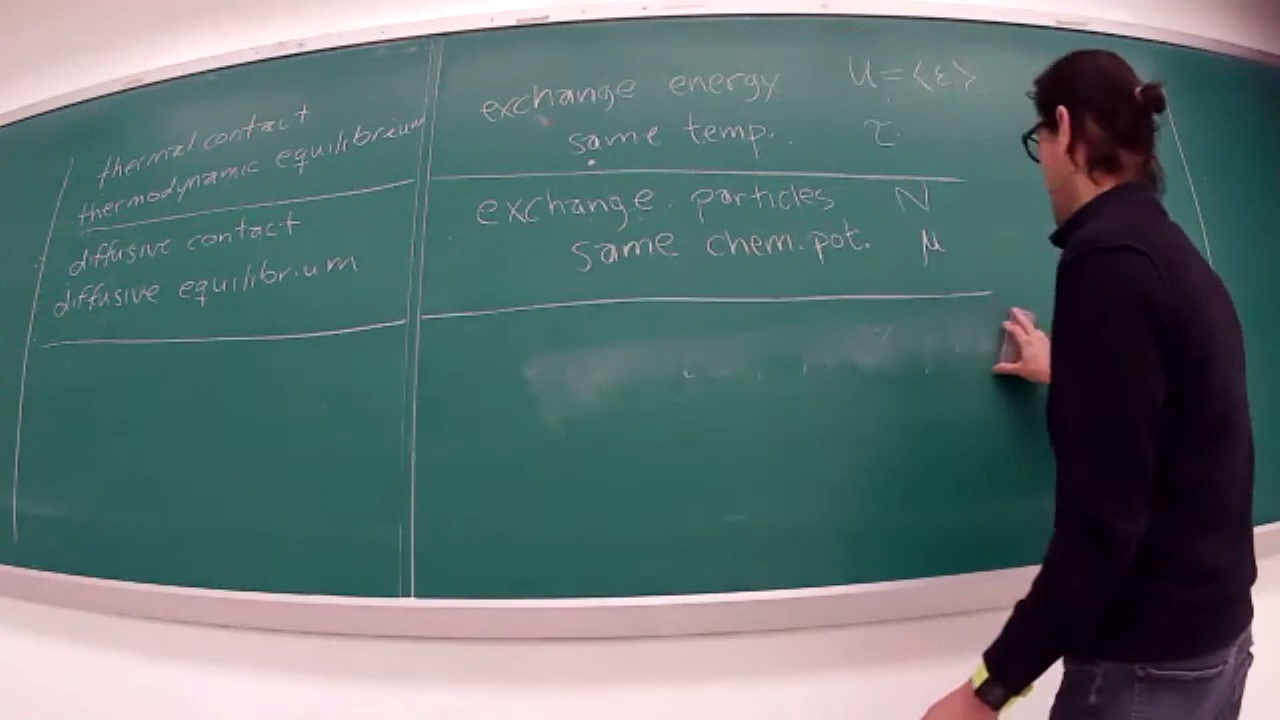 thermal contact
thermodynamic equilibrium
diffusive contact
diffusive equilibrium
exchange energy U=⟨ε⟩
same temp. τ
exchange particles N
same chem. pot. μ